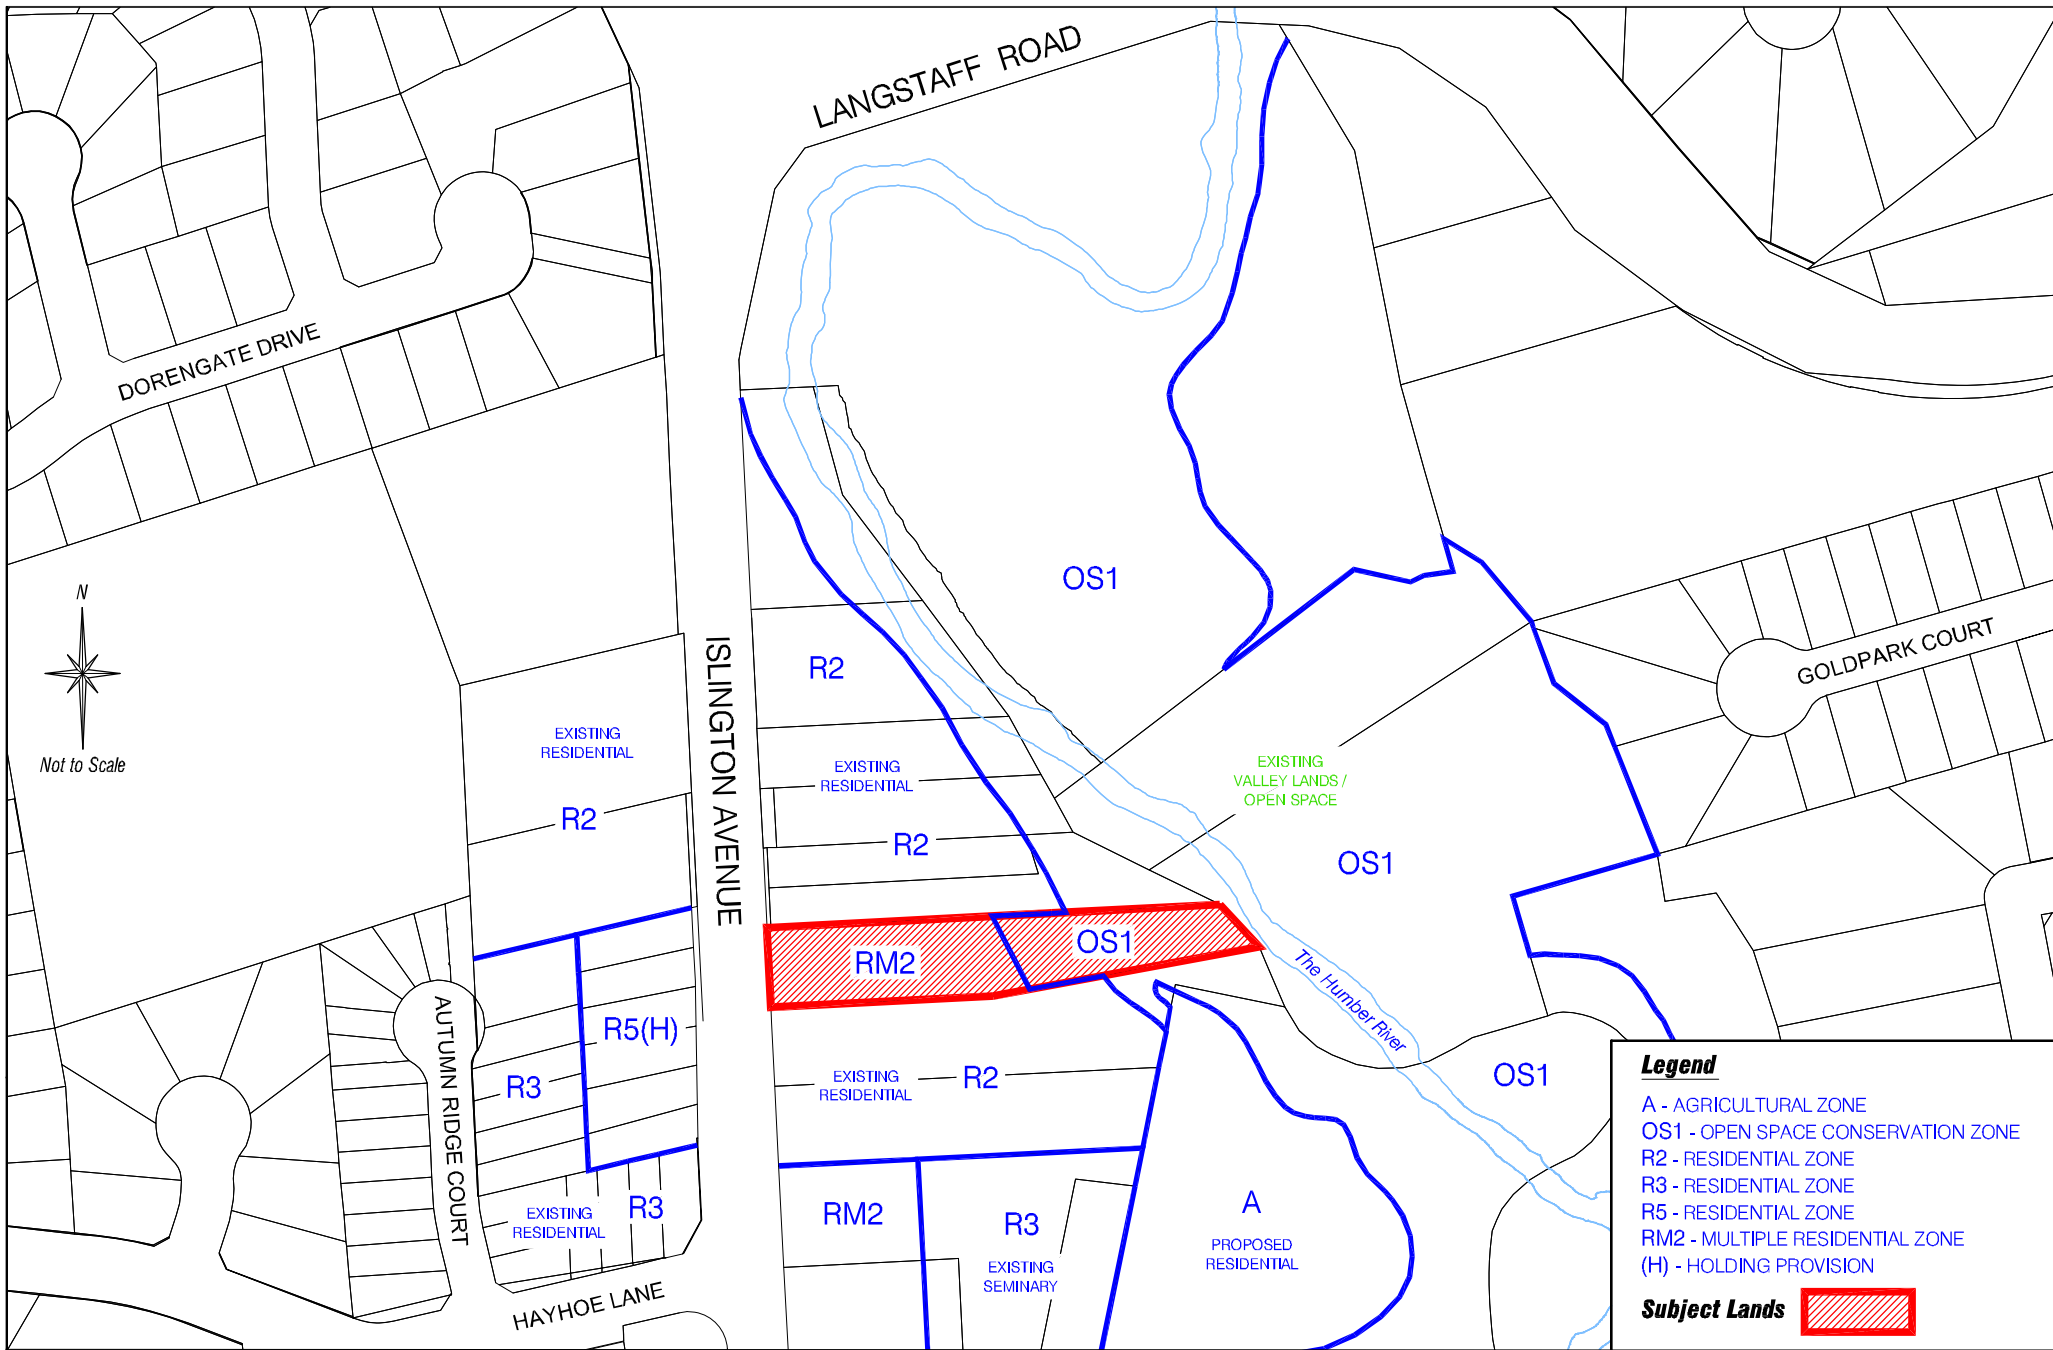 LANGSTAFF ROAD
DORENGATE DRIVE
N
Not to Scale
ISLINGTON AVENUE
OS1
R2
GOLDPARK COURT
EXISTING
RESIDENTIAL
R2
EXISTING
RESIDENTIAL
R2
EXISTING
VALLEY LANDS /
OPEN SPACE
OS1
RM2
OS1
The Humber River
AUTUMN RIDGE COURT
R5(H)
R3
EXISTING
RESIDENTIAL
R2
OS1
EXISTING
RESIDENTIAL
R3
RM2
R3
EXISTING
SEMINARY
A
PROPOSED
RESIDENTIAL
HAYHOE LANE
Legend
A - AGRICULTURAL ZONE
OS1 - OPEN SPACE CONSERVATION ZONE
R2 - RESIDENTIAL ZONE
R3 - RESIDENTIAL ZONE
R5 - RESIDENTIAL ZONE
RM2 - MULTIPLE RESIDENTIAL ZONE
(H) - HOLDING PROVISION
Subject Lands